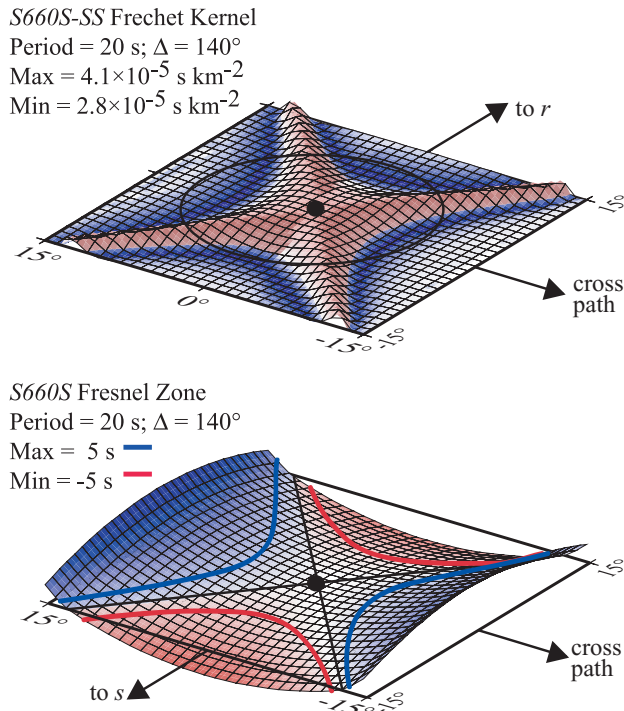 S660S-SS Frechet Kernel
Period = 20 s; Δ = 140°
Max = 4.1×10⁻⁵ s km⁻²
Min = 2.8×10⁻⁵ s km⁻²
to r
15°
cross
path
15°
0°
-15°
-15°
S660S Fresnel Zone
Period = 20 s; Δ = 140°
Max = 5 s
Min = -5 s
15°
15°
cross
path
to s
-15°
-15°